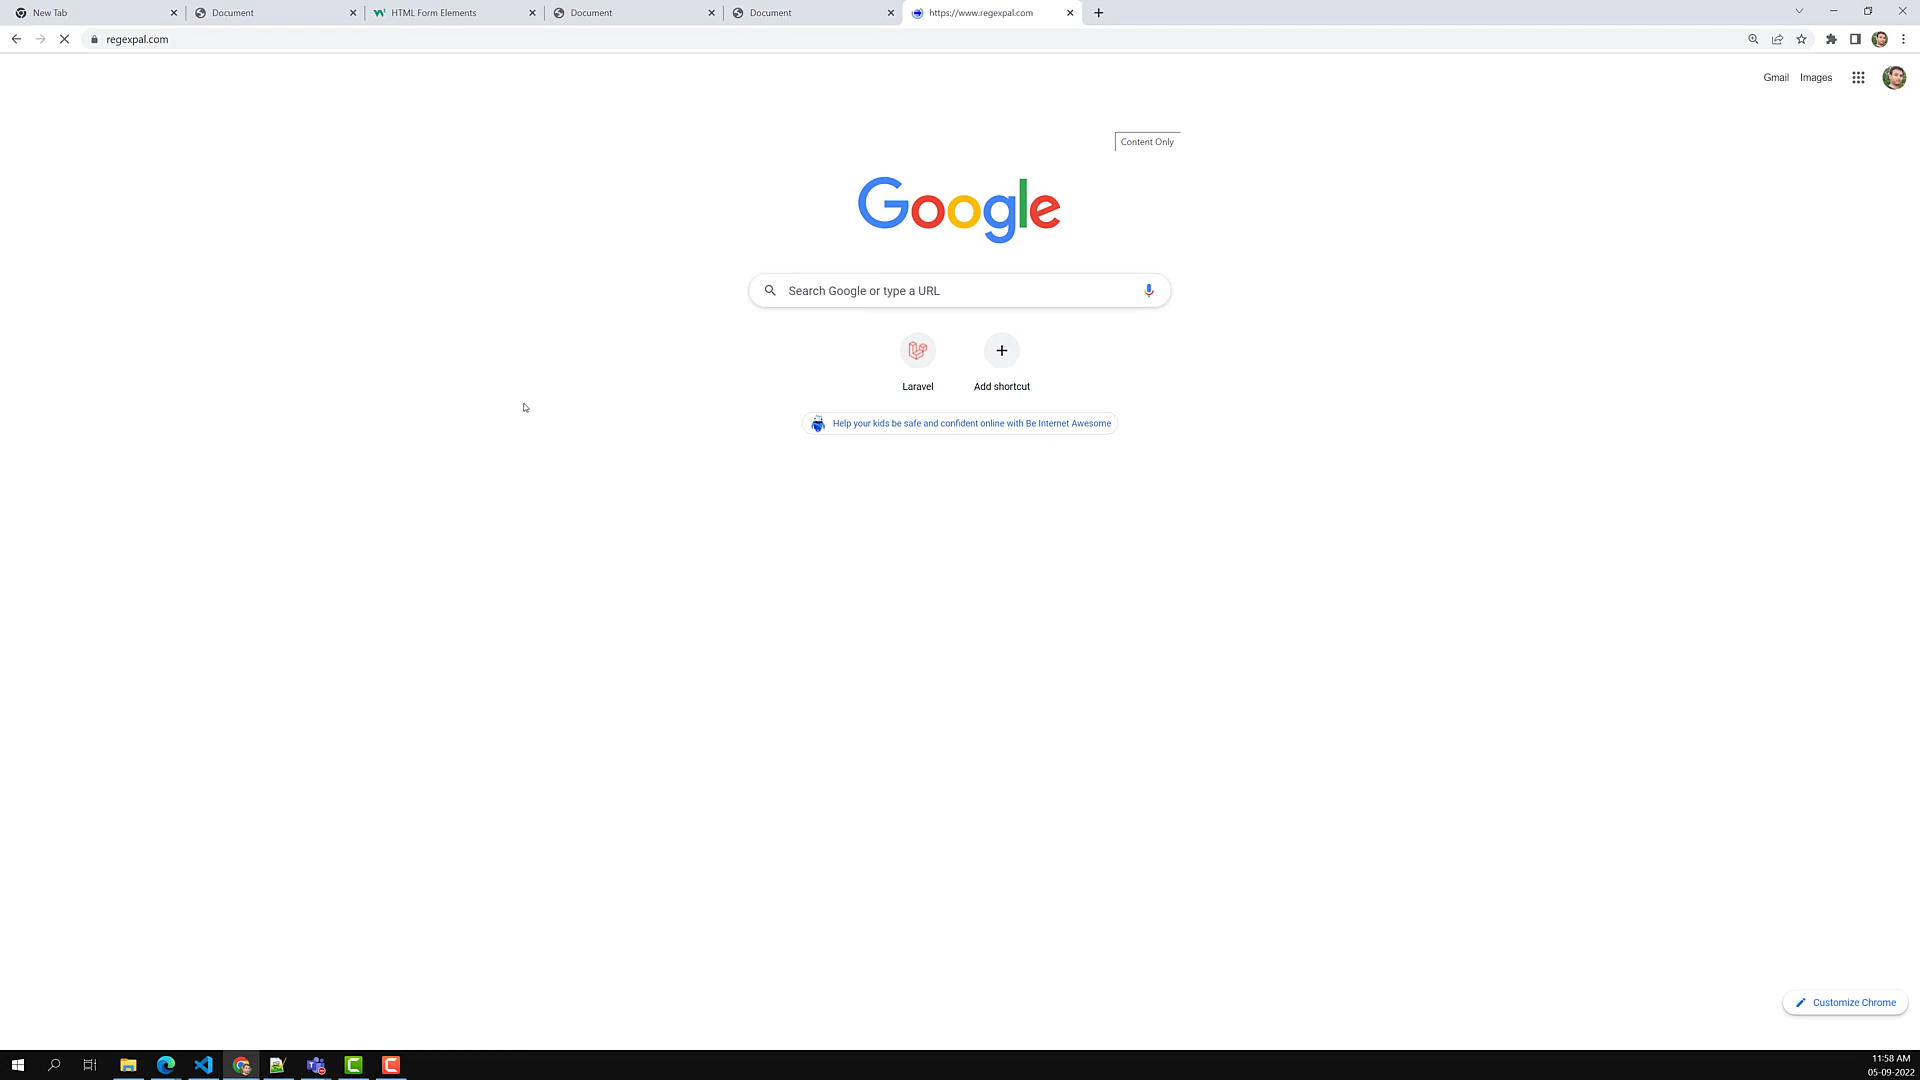 New Tab
Document
HTML Form Elements
Document
Document
https://www.regexpal.com
regexpal.com
Gmail Images
Content Only
Google
Search Google or type a URL
Laravel
Add shortcut
Help your kids be safe and confident online with Be Internet Awesome
Customize Chrome
11:58 AM
05-09-2022